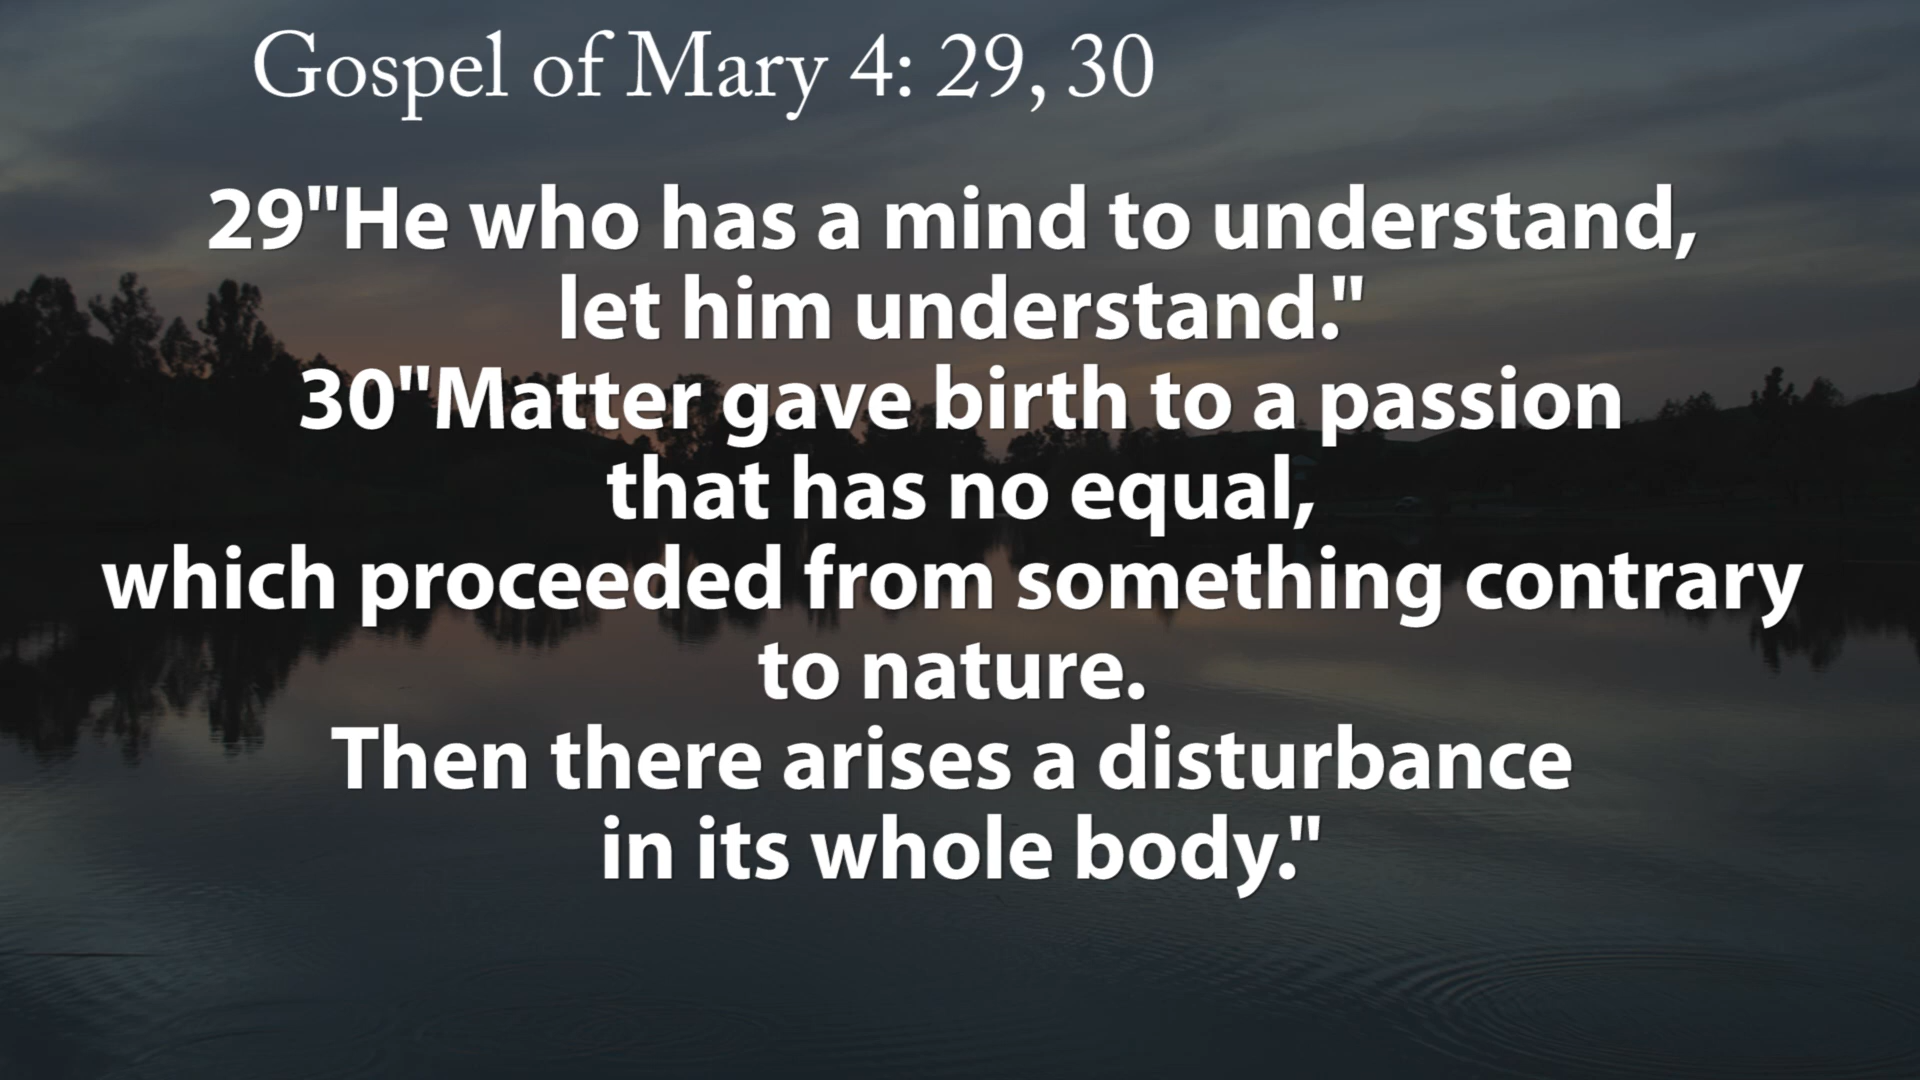 Gospel of Mary 4: 29, 30
29"He who has a mind to understand,
let him understand."
30"Matter gave birth to a passion
that has no equal,
which proceeded from something contrary
to nature.
Then there arises a disturbance
in its whole body."